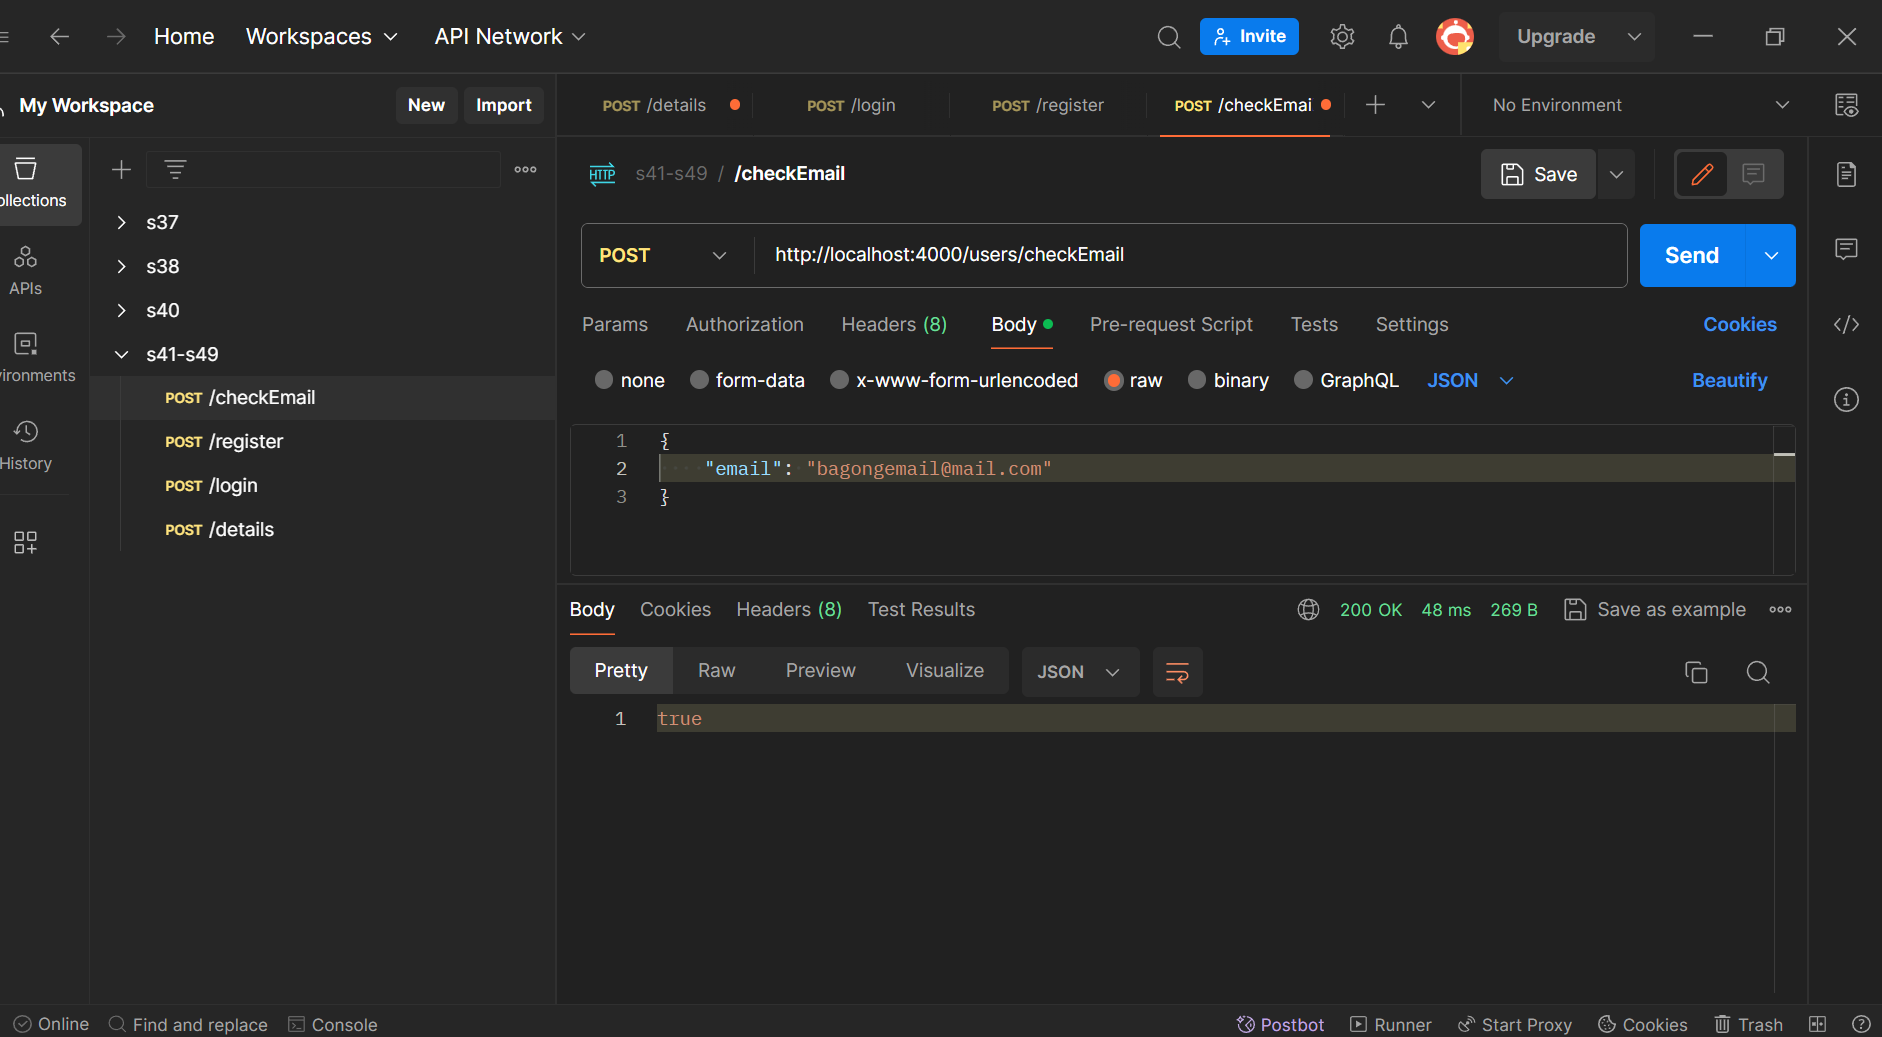 Home Workspaces API Network Invite Upgrade
My Workspace New Import
POST /details POST /login POST /register POST /checkEmai No Environment
ollections
APIs
ironments
History
s37
s38
s40
s41-s49
POST /checkEmail
POST /register
POST /login
POST /details
HTTP s41-s49 / /checkEmail Save
POST http://localhost:4000/users/checkEmail Send
Params Authorization Headers (8) Body Pre-request Script Tests Settings Cookies
none form-data x-www-form-urlencoded raw binary GraphQL JSON Beautify
1 {
2 "email": "bagongemail@mail.com"
3 }
Body Cookies Headers (8) Test Results 200 OK 48 ms 269 B Save as example
Pretty Raw Preview Visualize JSON
1 true
Online Find and replace Console Postbot Runner Start Proxy Cookies Trash